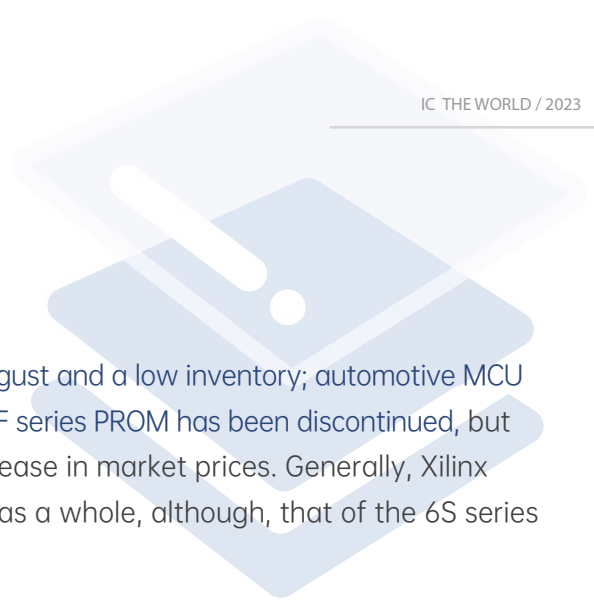 IC THE WORLD / 2023
gust and a low inventory; automotive MCU
F series PROM has been discontinued, but
ease in market prices. Generally, Xilinx
as a whole, although, that of the 6S series